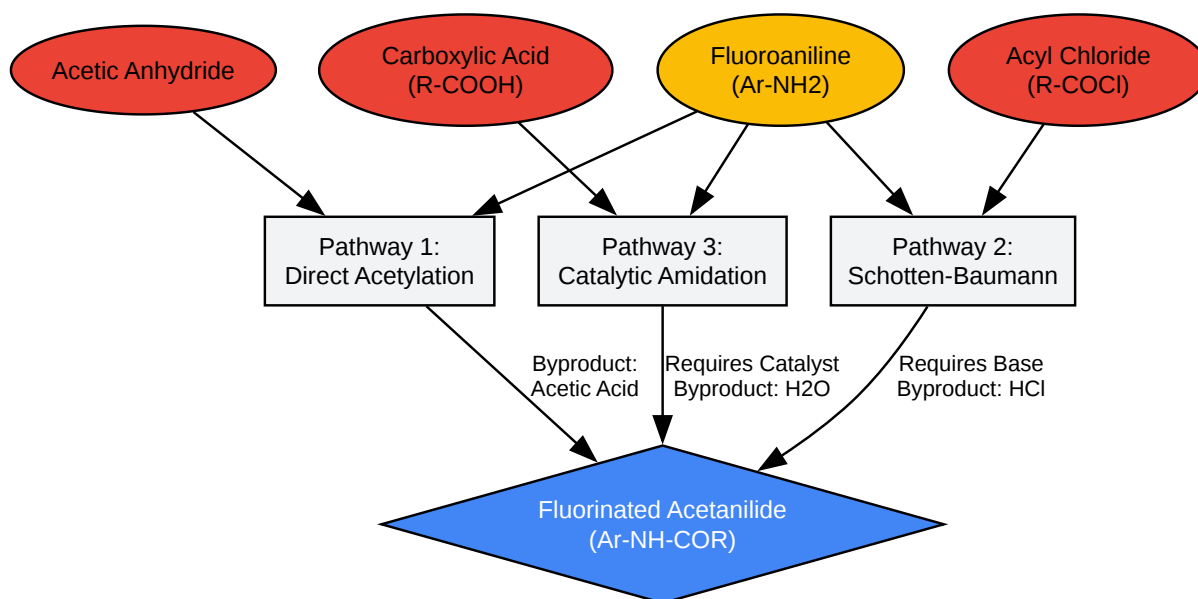 Acetic Anhydride
Carboxylic Acid
(R-COOH)
Fluoroaniline
(Ar-NH2)
Acyl Chloride
(R-COCl)
Pathway 1:
Direct Acetylation
Pathway 3:
Catalytic Amidation
Pathway 2:
Schotten-Baumann
Byproduct:
Acetic Acid
Requires Catalyst
Byproduct: H2O
Requires Base
Byproduct: HCl
Fluorinated Acetanilide
(Ar-NH-COR)